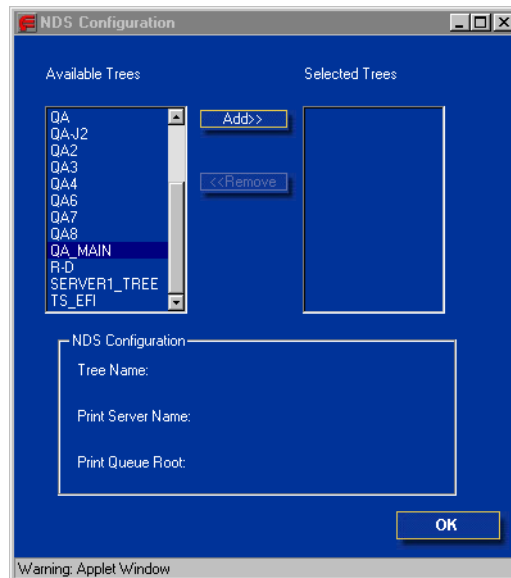 NDS Configuration
Available Trees
Selected Trees
QA
QA-J2
QA2
QA3
QA4
QA6
QA7
QA8
QA_MAIN
R-D
SERVER1_TREE
TS_EFI
Add>>
<<Remove
NDS Configuration
Tree Name:
Print Server Name:
Print Queue Root:
OK
Warning: Applet Window